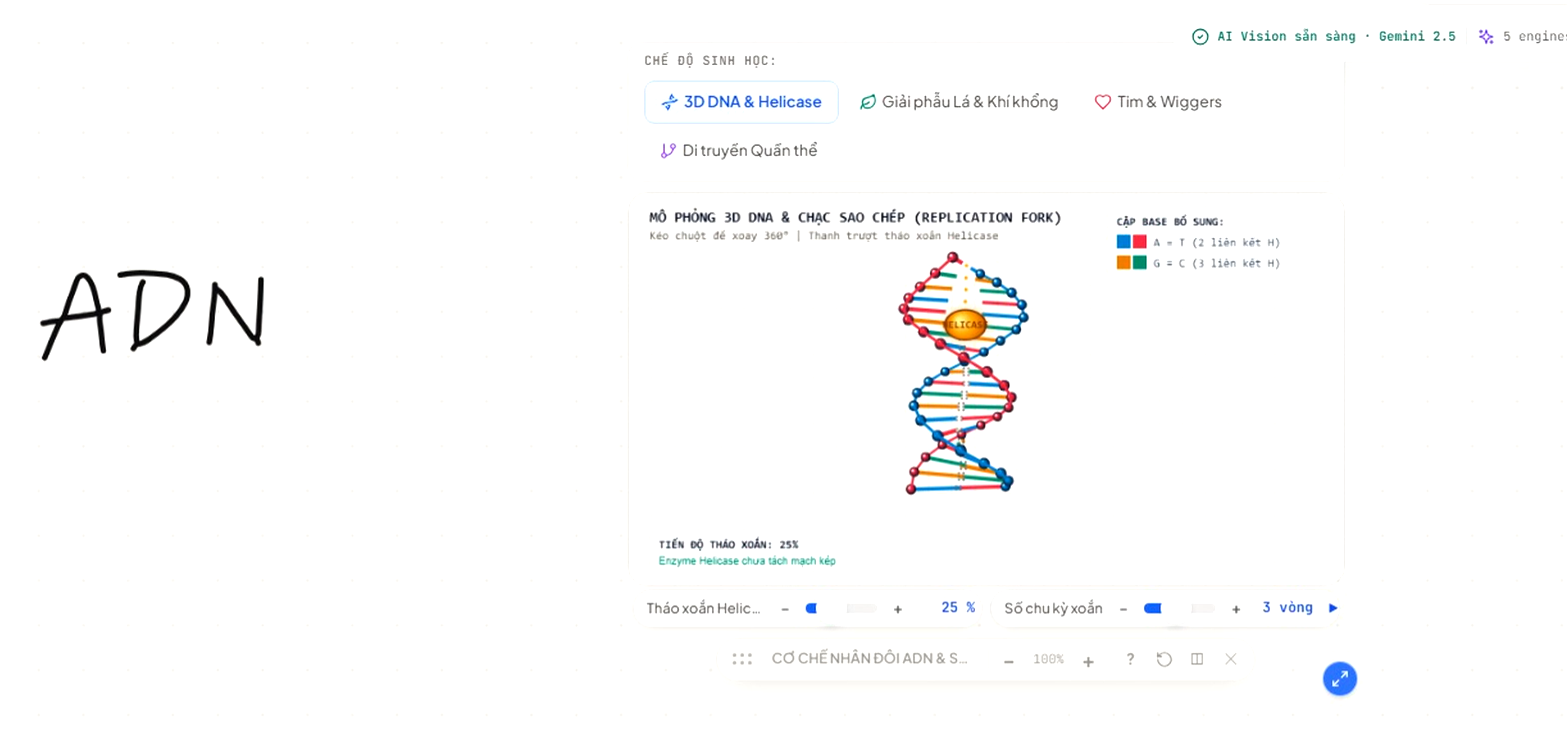 AI Vision sẵn sàng · Gemini 2.5
5 engines
CHẾ ĐỘ SINH HỌC:
3D DNA & Helicase
Giải phẫu Lá & Khí khổng
Tim & Wiggers
Di truyền Quần thể
MÔ PHỎNG 3D DNA & CHẠC SAO CHÉP (REPLICATION FORK)
Kéo chuột để xoay 360° | Thanh trượt tháo xoắn Helicase
CẶP BASE BỔ SUNG:
A = T (2 liên kết H)
G ≡ C (3 liên kết H)
ADN
HELICASE
TIẾN ĐỘ THÁO XOẮN: 25%
Enzyme Helicase chưa tách mạch kép
Tháo xoắn Helic... − + 25 %
Số chu kỳ xoắn − + 3 vòng
CƠ CHẾ NHÂN ĐÔI ADN & S... − 100% + ?